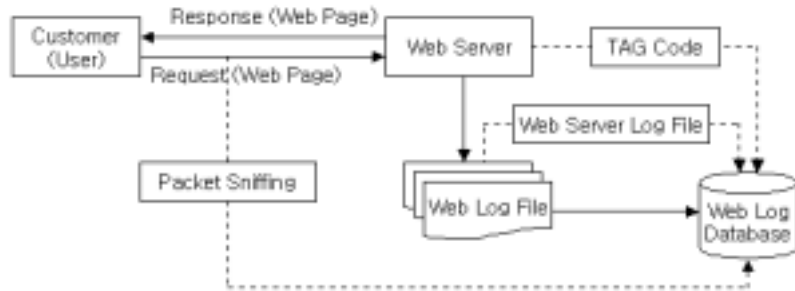 Response (Web Page)
Customer
(User)
Web Server
TAG Code
Request (Web Page)
Web Server Log File
Packet Sniffing
Web Log File
Web Log
Database